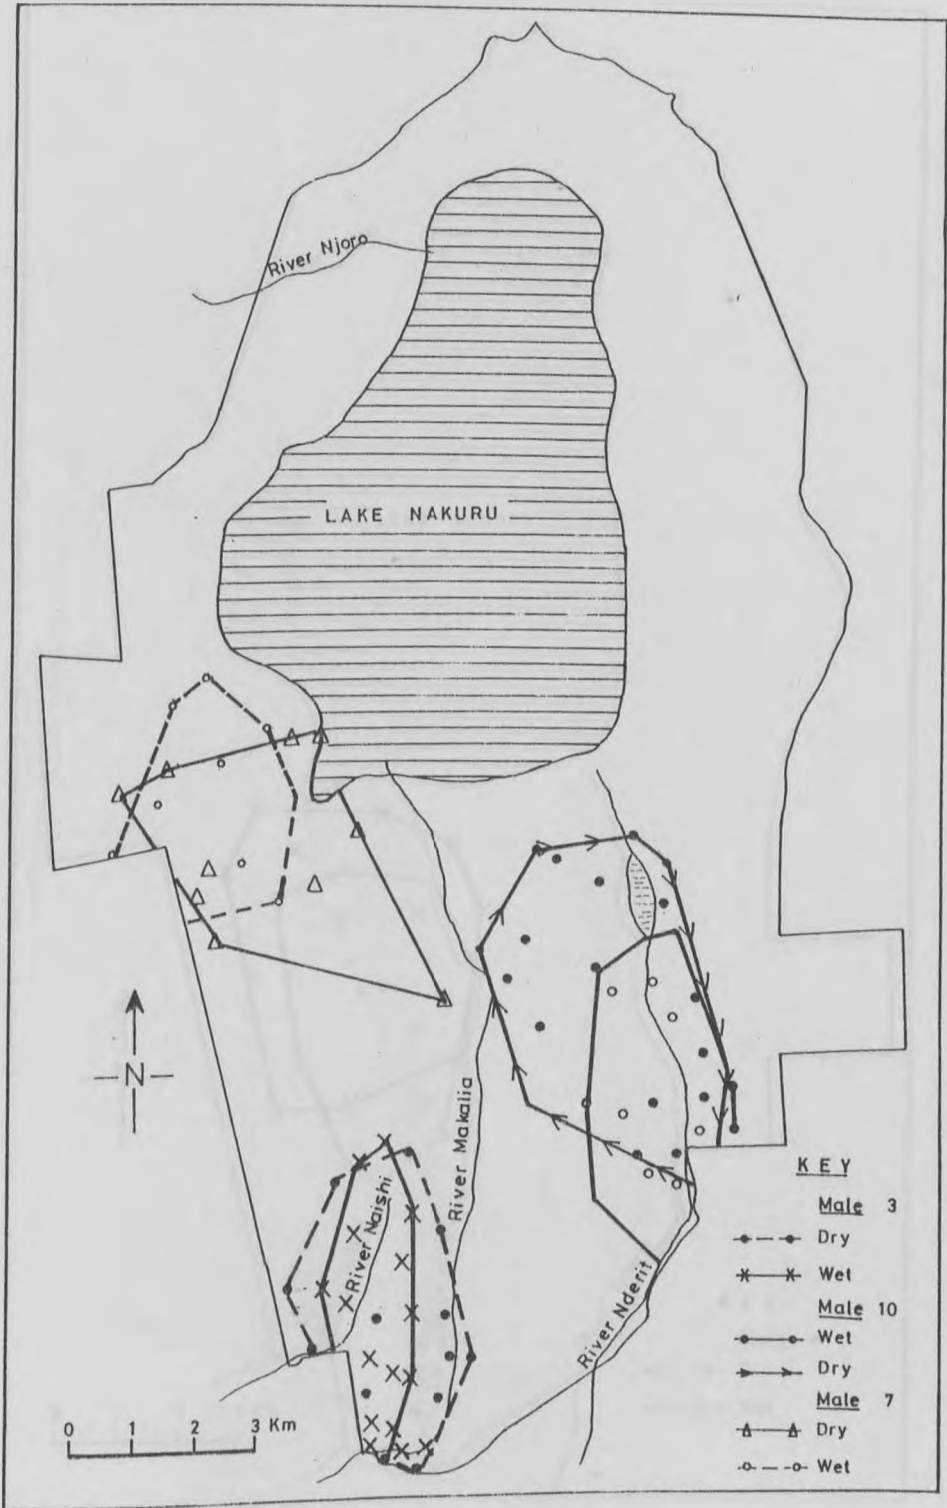 River Njoro
LAKE NAKURU
N
River Makalia
River Naishi
River Nderit
KEY
Male 3
Dry
Wet
Male 10
Wet
Dry
Male 7
Dry
Wet
0 1 2 3 Km